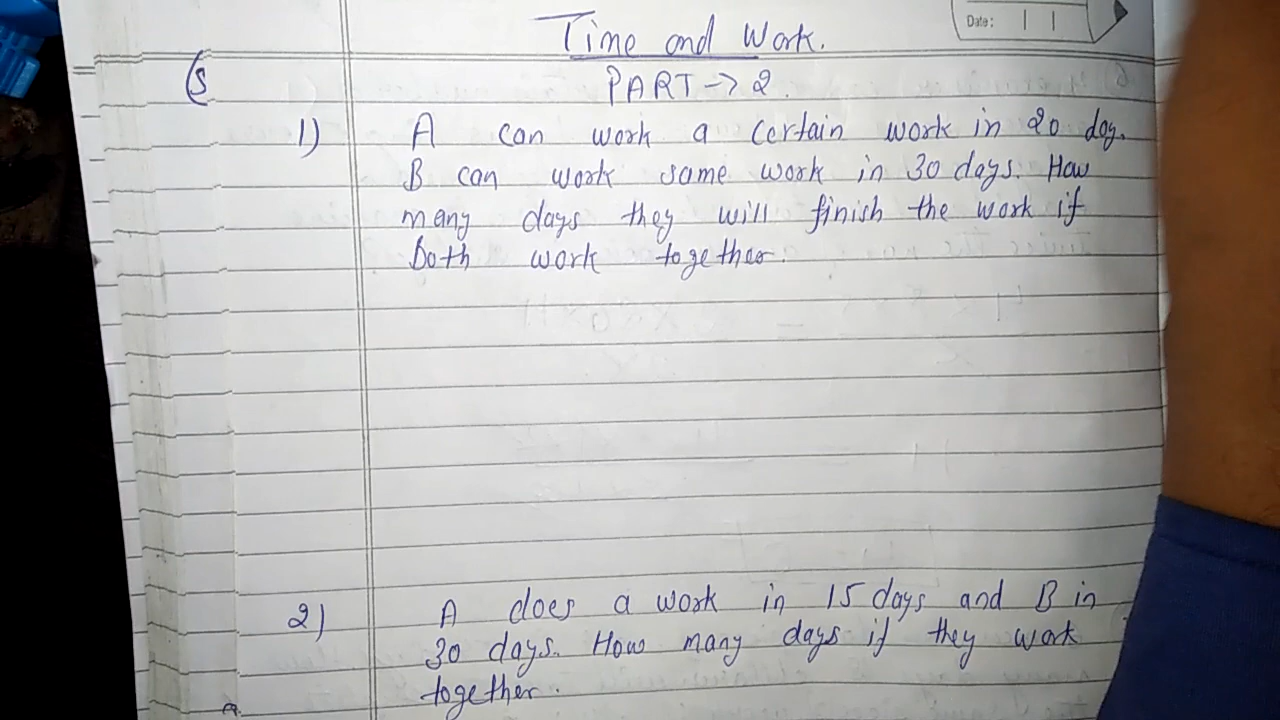 Date:
Time and Work.
PART → 2.
(S
1) A can work a certain work in 20 day.
B can work same work in 30 days. How
many days they will finish the work if
both work together.
2) A does a work in 15 days and B in
30 days. How many days if they work
together.